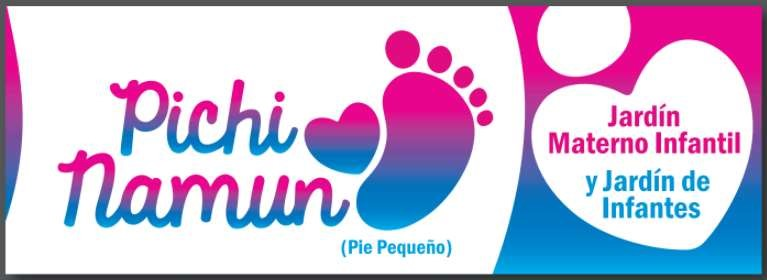 Pichi
Namun
(Pie Pequeño)
Jardín
Materno Infantil
y Jardín de
Infantes